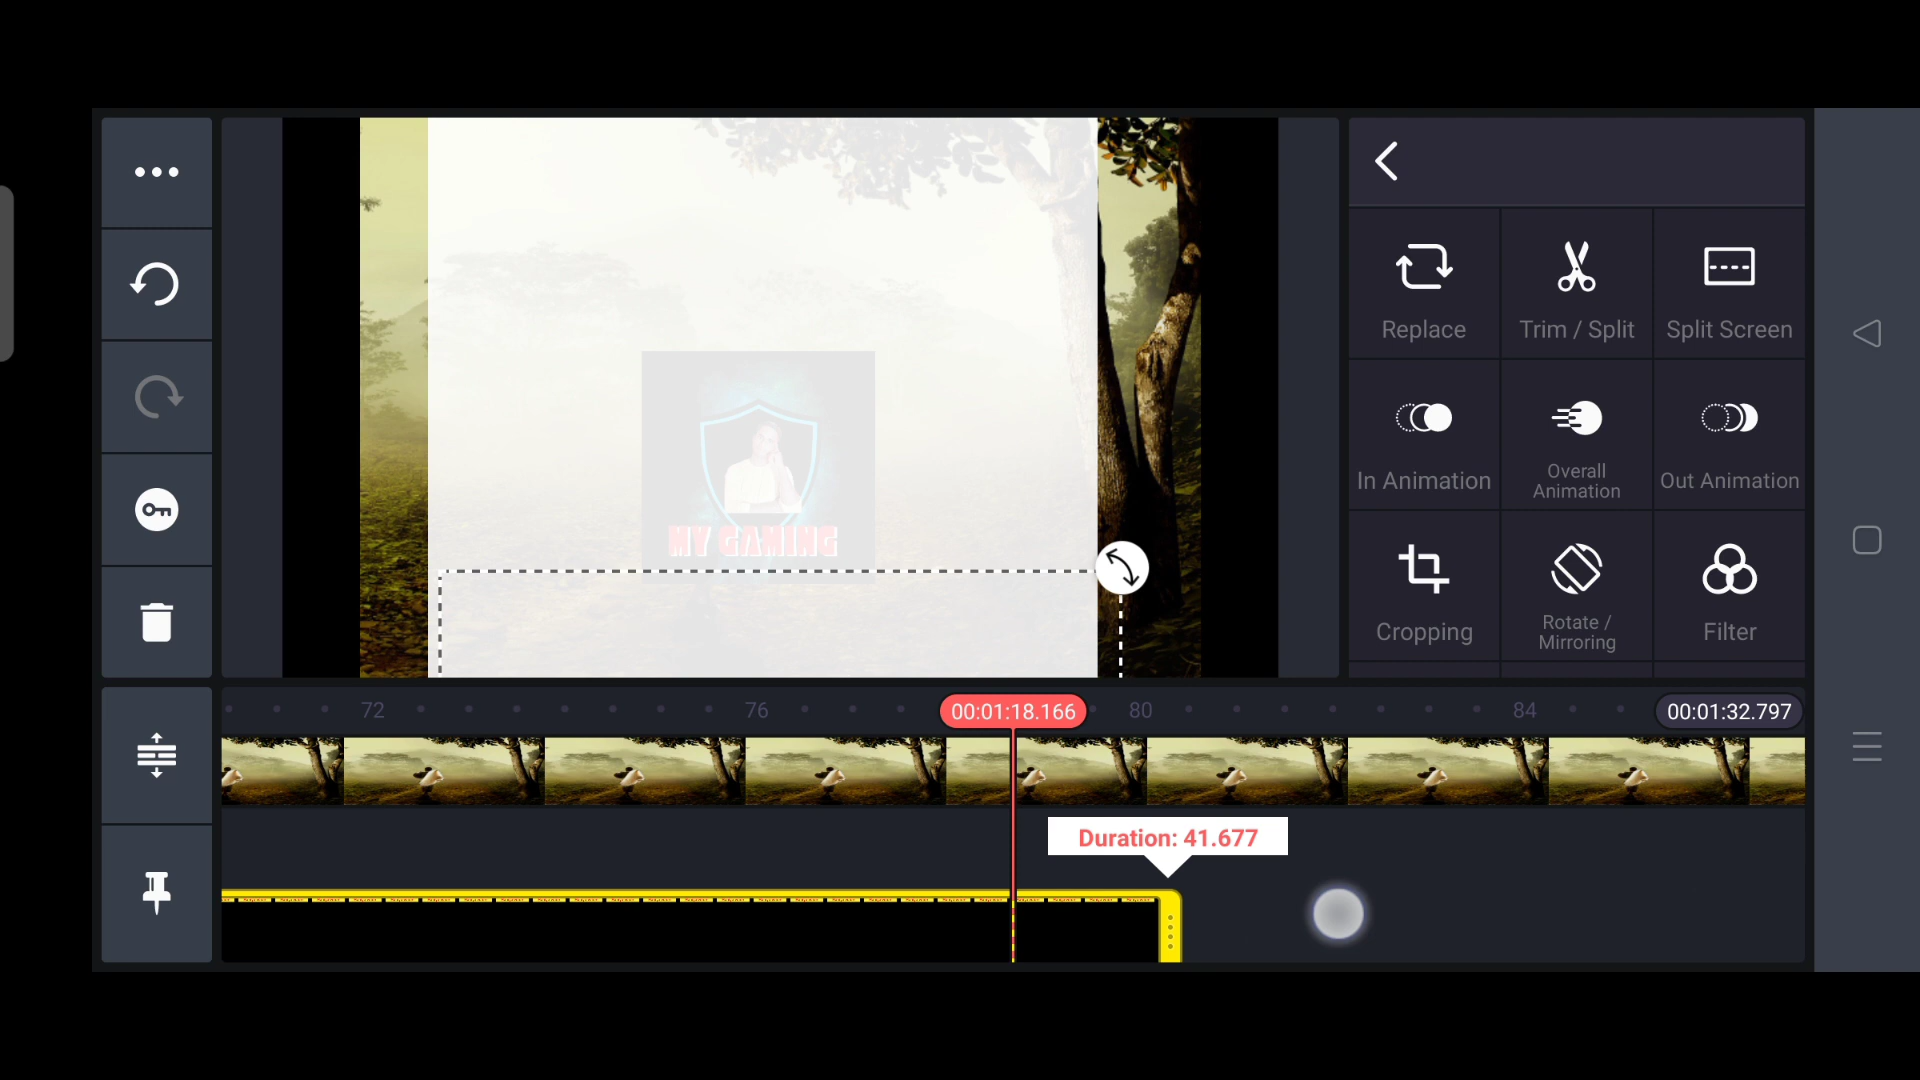 Replace
Trim / Split
Split Screen
In Animation
Overall
Animation
Out Animation
Cropping
Rotate /
Mirroring
Filter
MY GAMING
72
76
00:01:18.166
80
84
00:01:32.797
Duration: 41.677